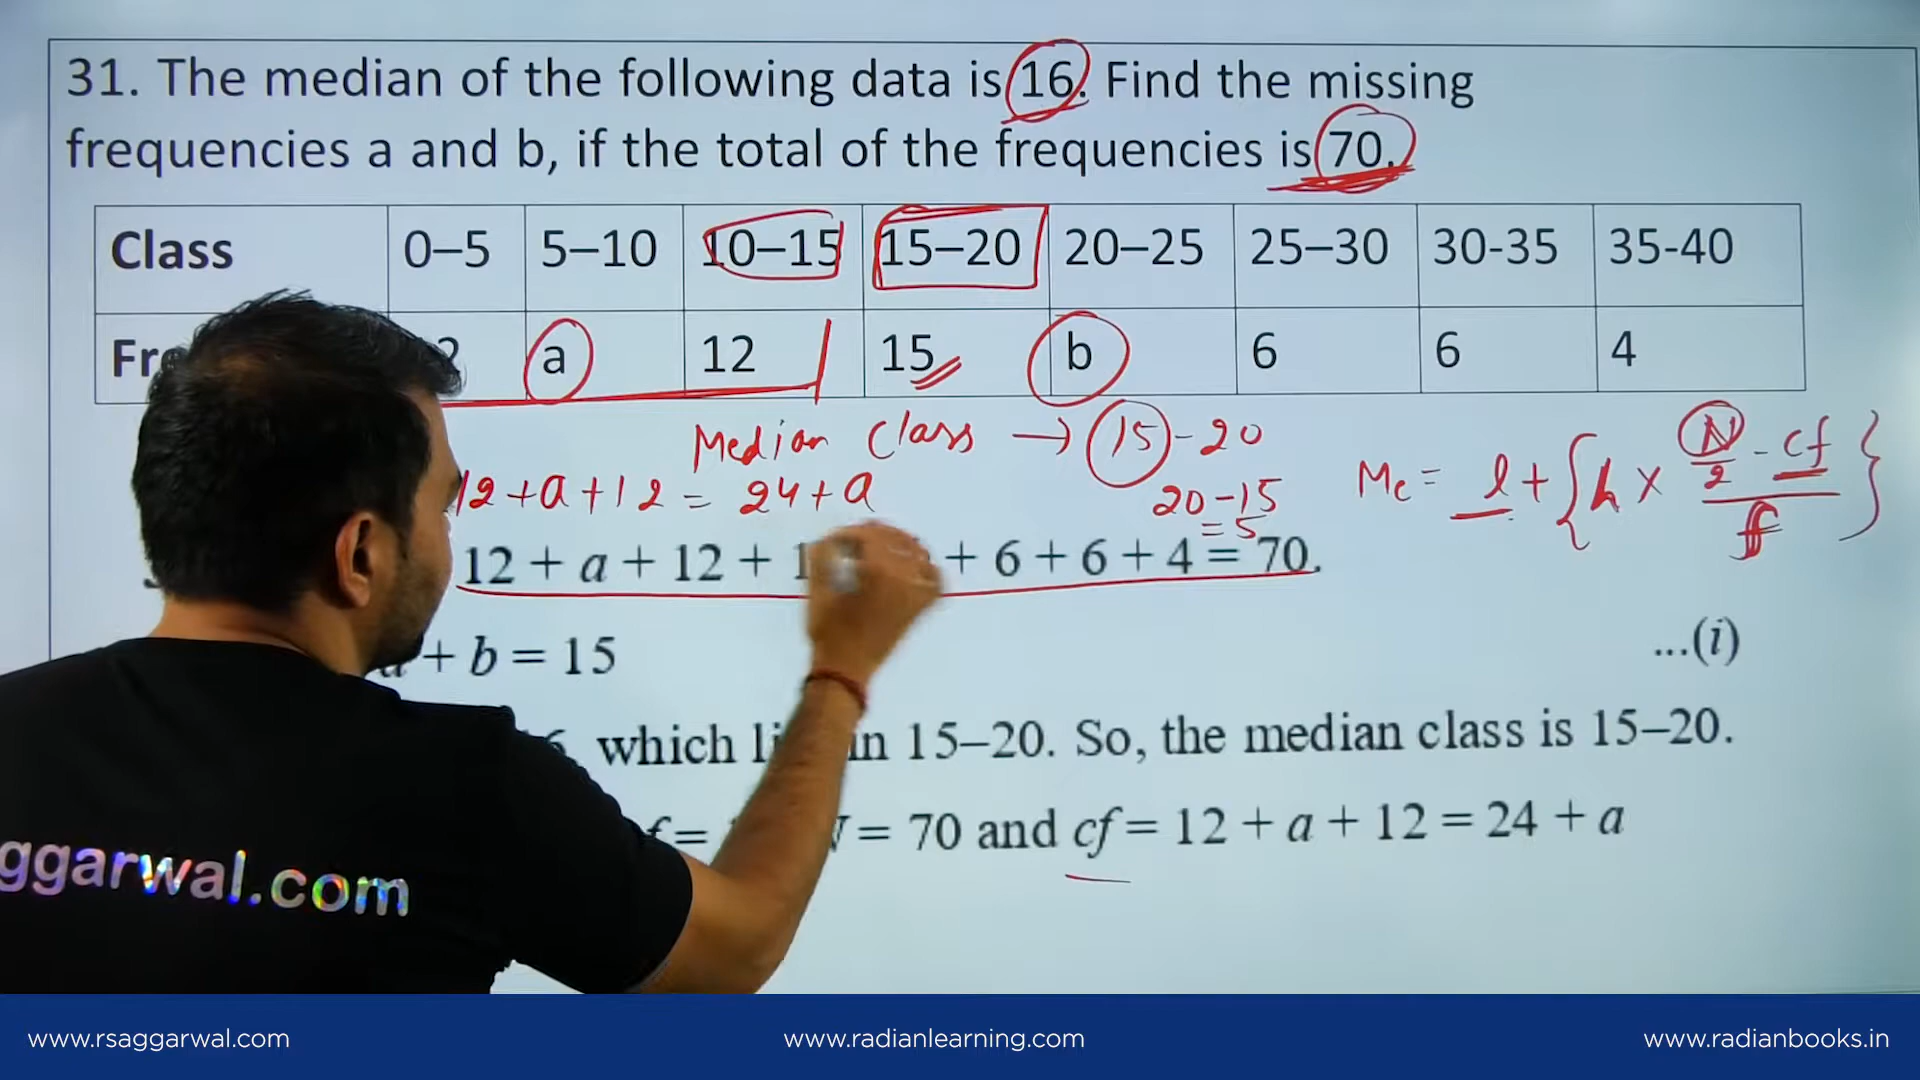 31. The median of the following data is 16. Find the missing
frequencies a and b, if the total of the frequencies is 70.
Class 0–5 5–10 10–15 15–20 20–25 25–30 30-35 35-40
a 12 15 b 6 6 4
Median Class → 15-20
12+a+12 = 24+a
20-15
=5
Me = l + { h × N/2 - cf / f }
12 + a + 12 + + 6 + 6 + 4 = 70.
+ b = 15 ...(i)
which in 15–20. So, the median class is 15–20.
= 70 and cf = 12 + a + 12 = 24 + a
ggarwal.com
www.rsaggarwal.com www.radianlearning.com www.radianbooks.in